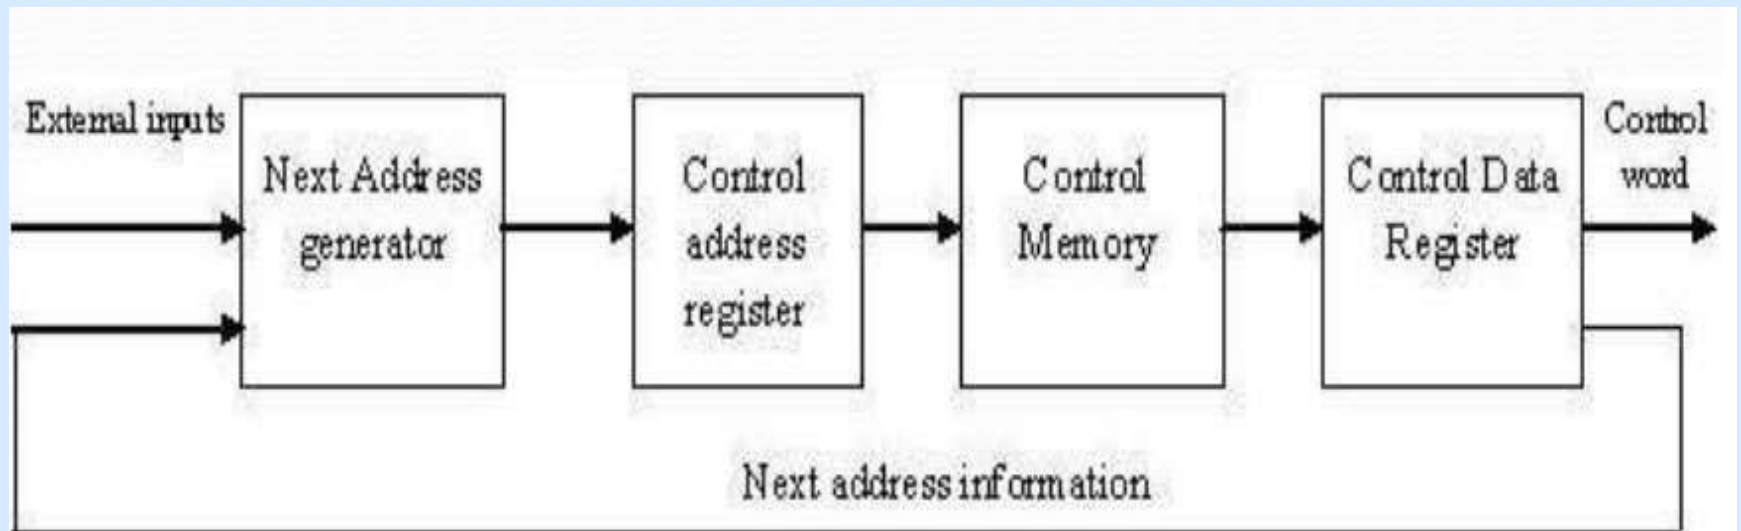 External inputs
Next Address
generator
Control
address
register
Control
Memory
Control Data
Register
Control
word
Next address information